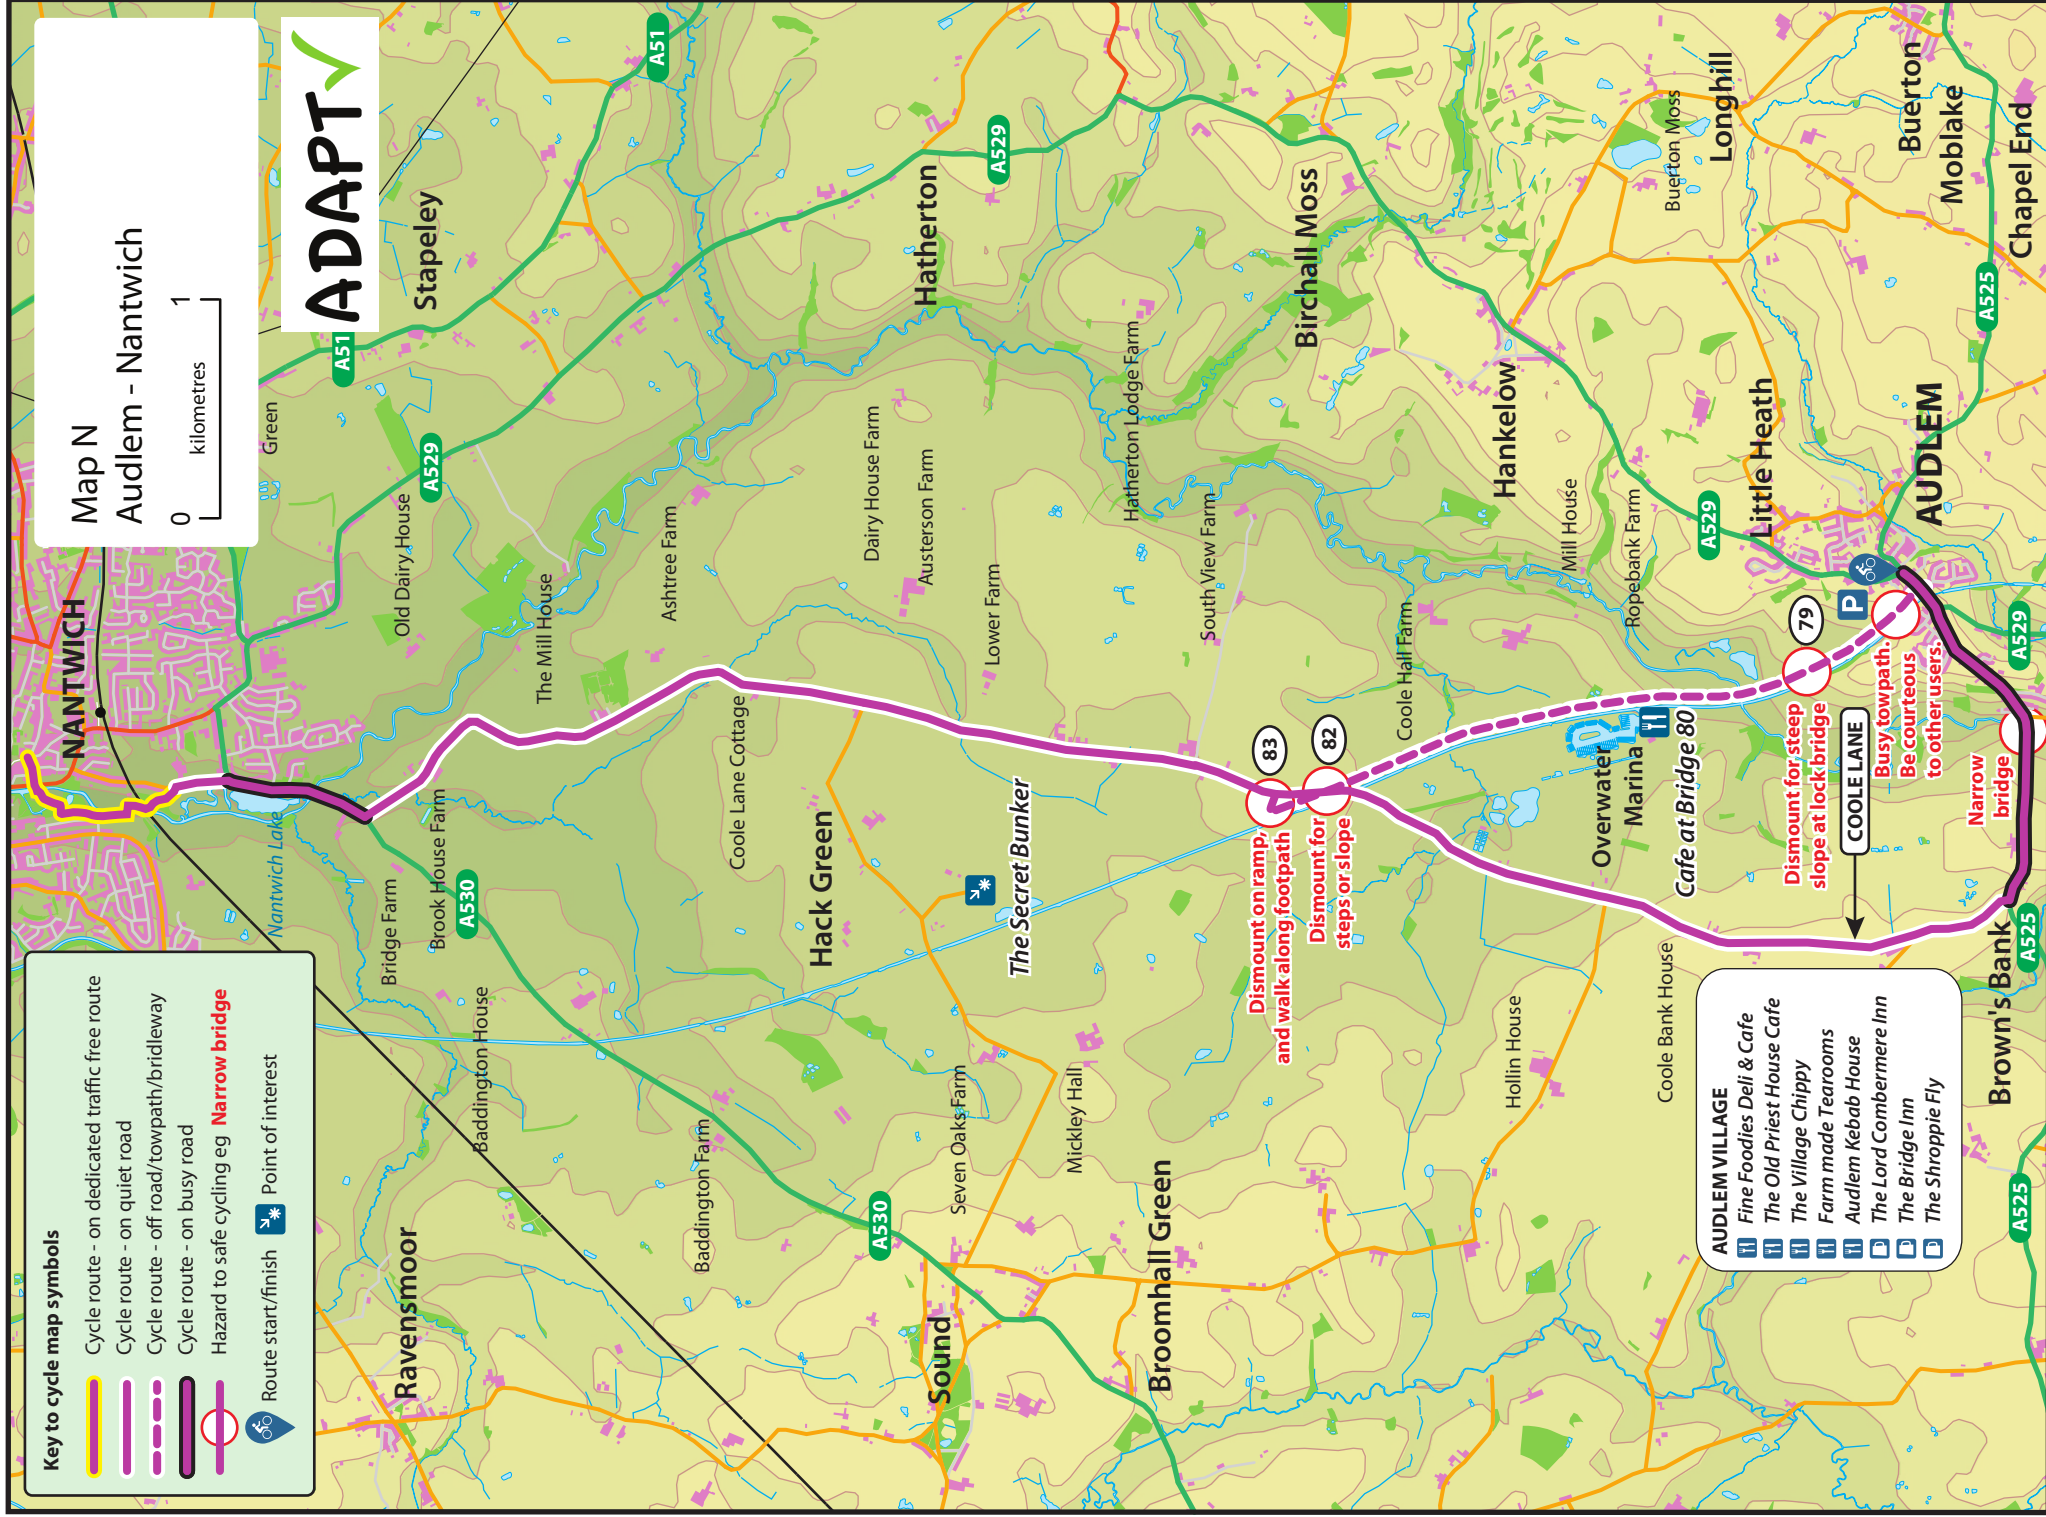 Map N
Audlem - Nantwich
0
1
kilometres
ADAPT
Key to cycle map symbols
Cycle route - on dedicated traffic free route
Cycle route - on quiet road
Cycle route - off road/towpath/bridleway
Cycle route - on busy road
Hazard to safe cycling eg Narrow bridge
Route start/finish
Point of interest
NANTWICH
Nantwich Lake
Green
A51
Stapeley
A51
A529
Old Dairy House
The Mill House
Ashtree Farm
Bridge Farm
Brook House Farm
A530
Baddington House
Ravensmoor
Baddington Farm
Coole Lane Cottage
Hack Green
Dairy House Farm
Austerson Farm
Hatherton
A529
Lower Farm
The Secret Bunker
A530
Seven Oaks Farm
Sound
Mickley Hall
Broomhall Green
Hatherton Lodge Farm
South View Farm
Birchall Moss
83
82
Dismount on ramp,
and walk along footpath
Dismount for
steps or slope
Coole Hall Farm
Hankelow
Mill House
Ropebank Farm
Hollin House
Overwater
Marina
Cafe at Bridge 80
Coole Bank House
Buerton Moss
Longhill
A529
Little Heath
79
Dismount for steep
slope at lock bridge
COOLE LANE
P
Busy towpath.
Be courteous
to other users.
AUDLEM
Buerton
Moblake
Chapel End
A525
A529
Narrow
bridge
Brown's Bank
A525
A525
AUDLEM VILLAGE
Fine Foodies Deli & Cafe
The Old Priest House Cafe
The Village Chippy
Farm made Tearooms
Audlem Kebab House
The Lord Combermere Inn
The Bridge Inn
The Shroppie Fly